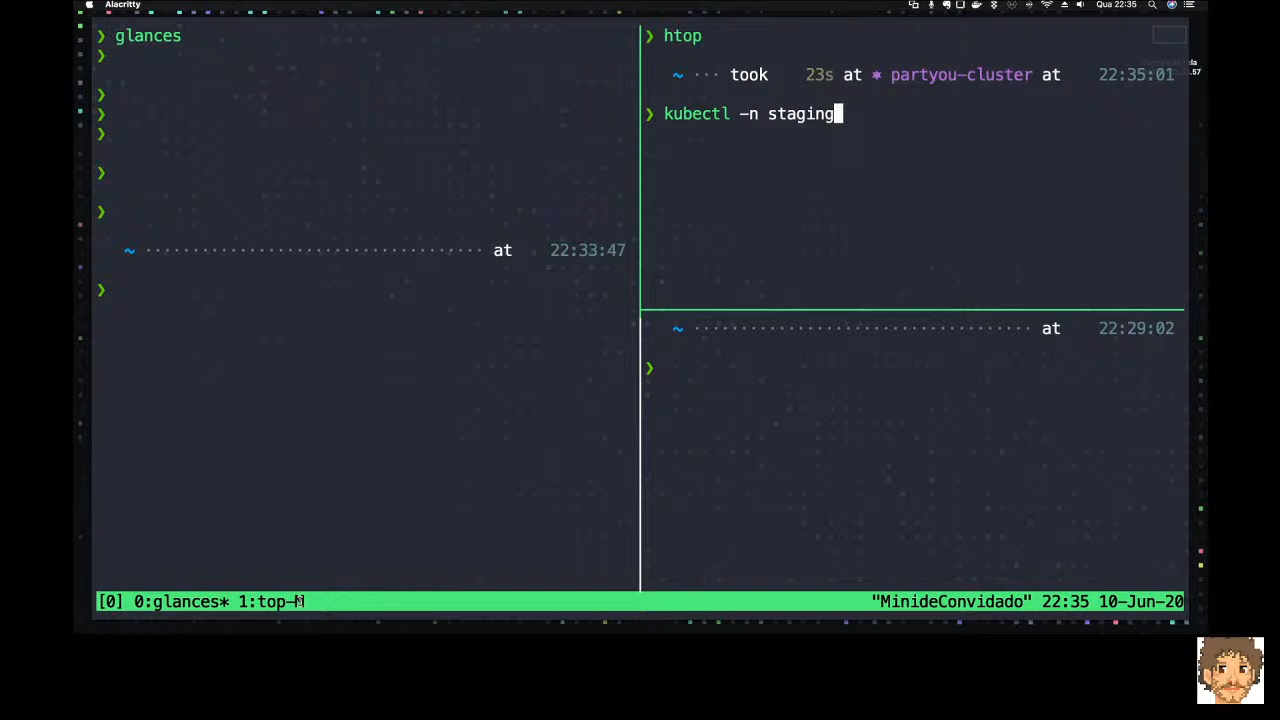 Alacritty
Qua 22:35
❯ glances
❯
❯
❯
❯
❯
❯
~ ································· at 22:33:47
❯
❯ htop
~ ··· took 23s at ✶ partyou-cluster at 22:35:01
❯ kubectl -n staging
~ ································· at 22:29:02
❯
[0] 0:glances* 1:top-M
"MinideConvidado" 22:35 10-Jun-20